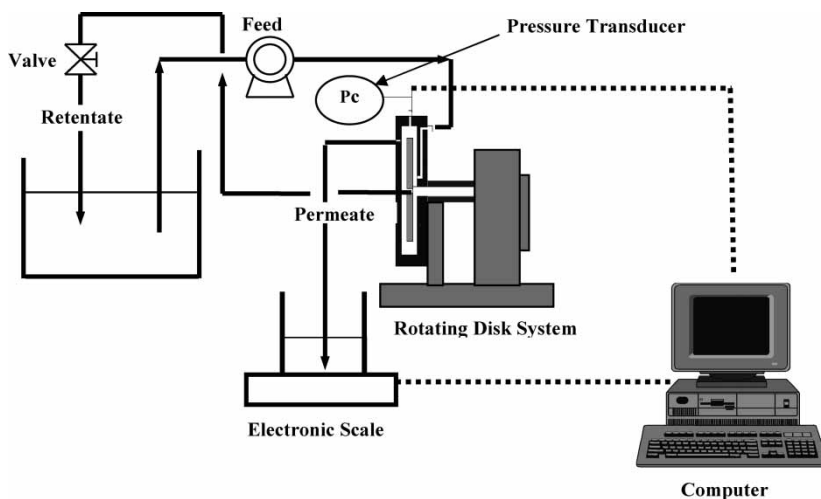 Feed
Pressure Transducer
Valve
Pc
Retentate
Permeate
Rotating Disk System
Electronic Scale
Computer